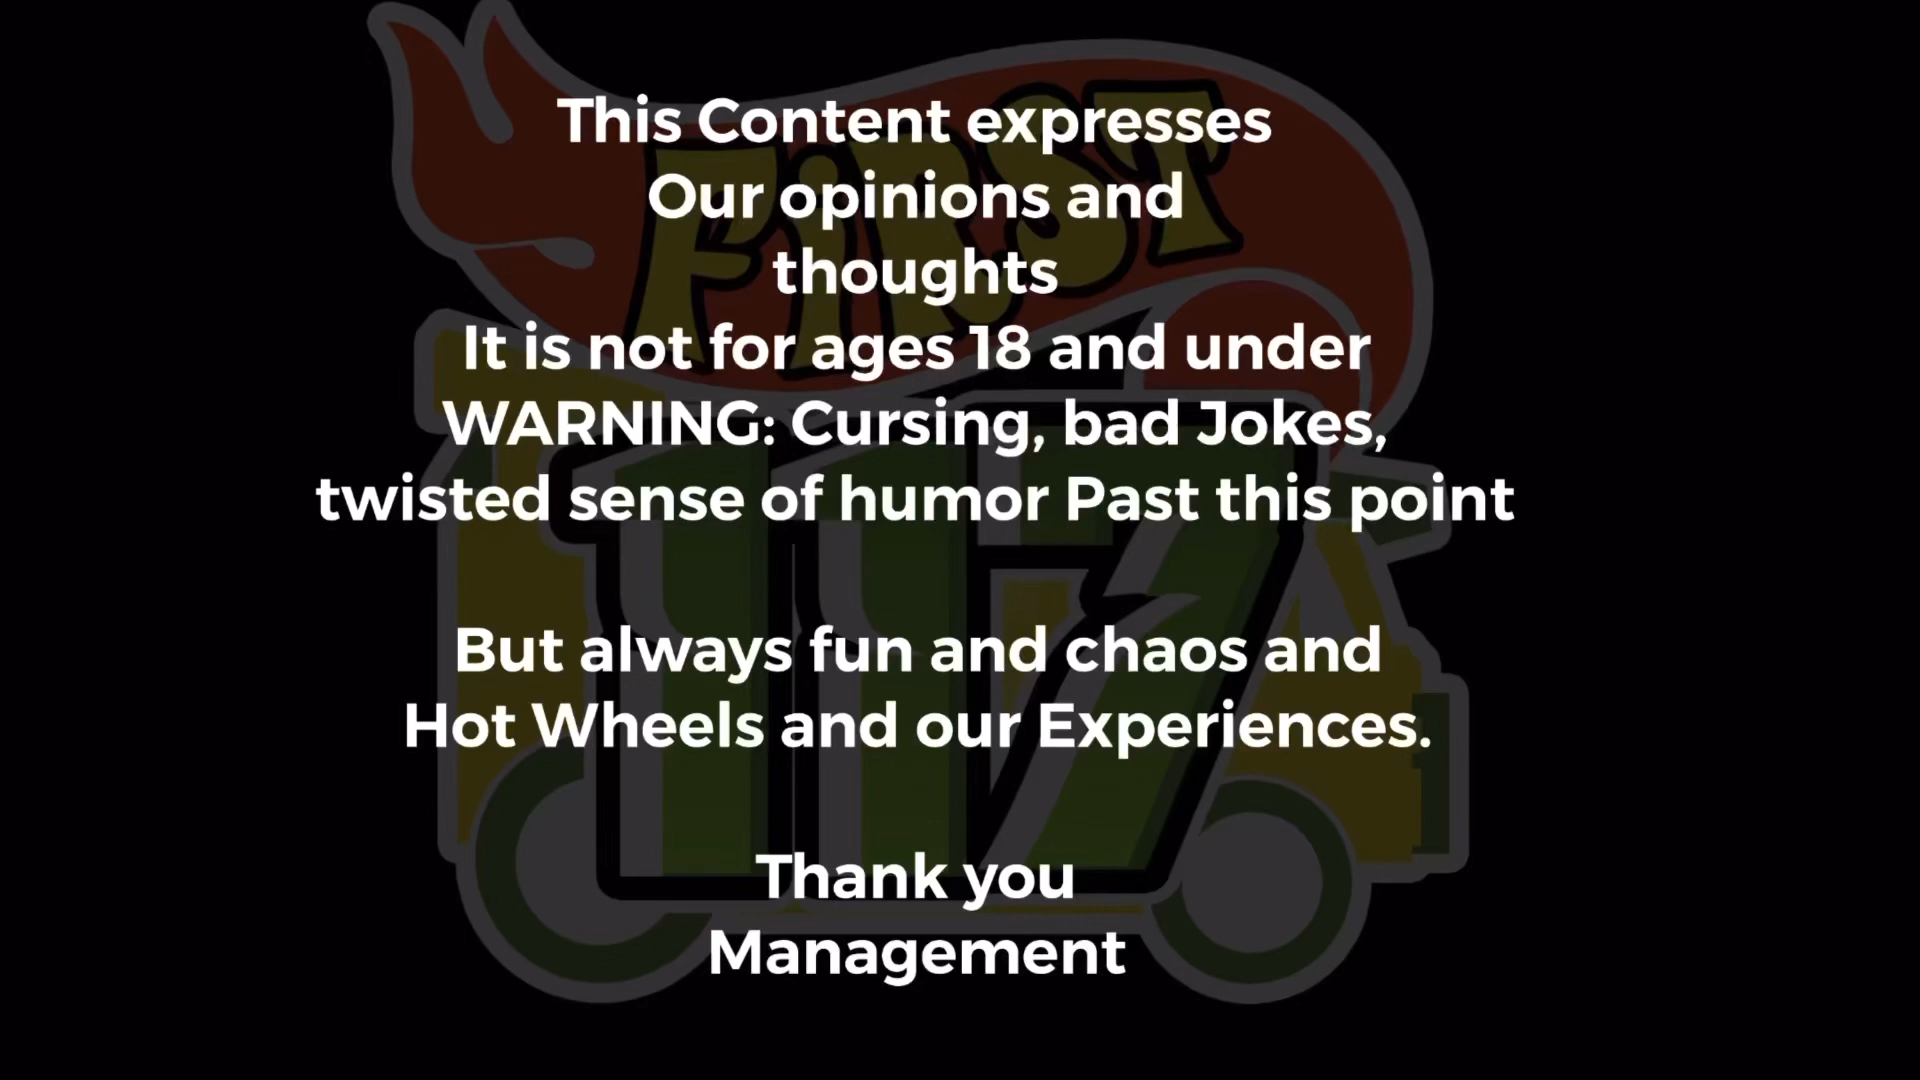 FiRST
117
This Content expresses
Our opinions and
thoughts
It is not for ages 18 and under
WARNING: Cursing, bad Jokes,
twisted sense of humor Past this point
But always fun and chaos and
Hot Wheels and our Experiences.
Thank you
Management